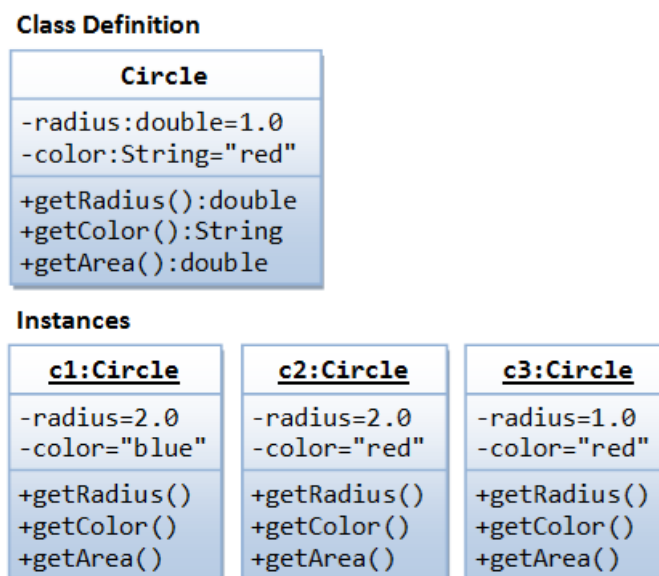 Class Definition
Circle
-radius:double=1.0
-color:String="red"
+getRadius():double
+getColor():String
+getArea():double
Instances
c1:Circle
-radius=2.0
-color="blue"
+getRadius()
+getColor()
+getArea()
c2:Circle
-radius=2.0
-color="red"
+getRadius()
+getColor()
+getArea()
c3:Circle
-radius=1.0
-color="red"
+getRadius()
+getColor()
+getArea()